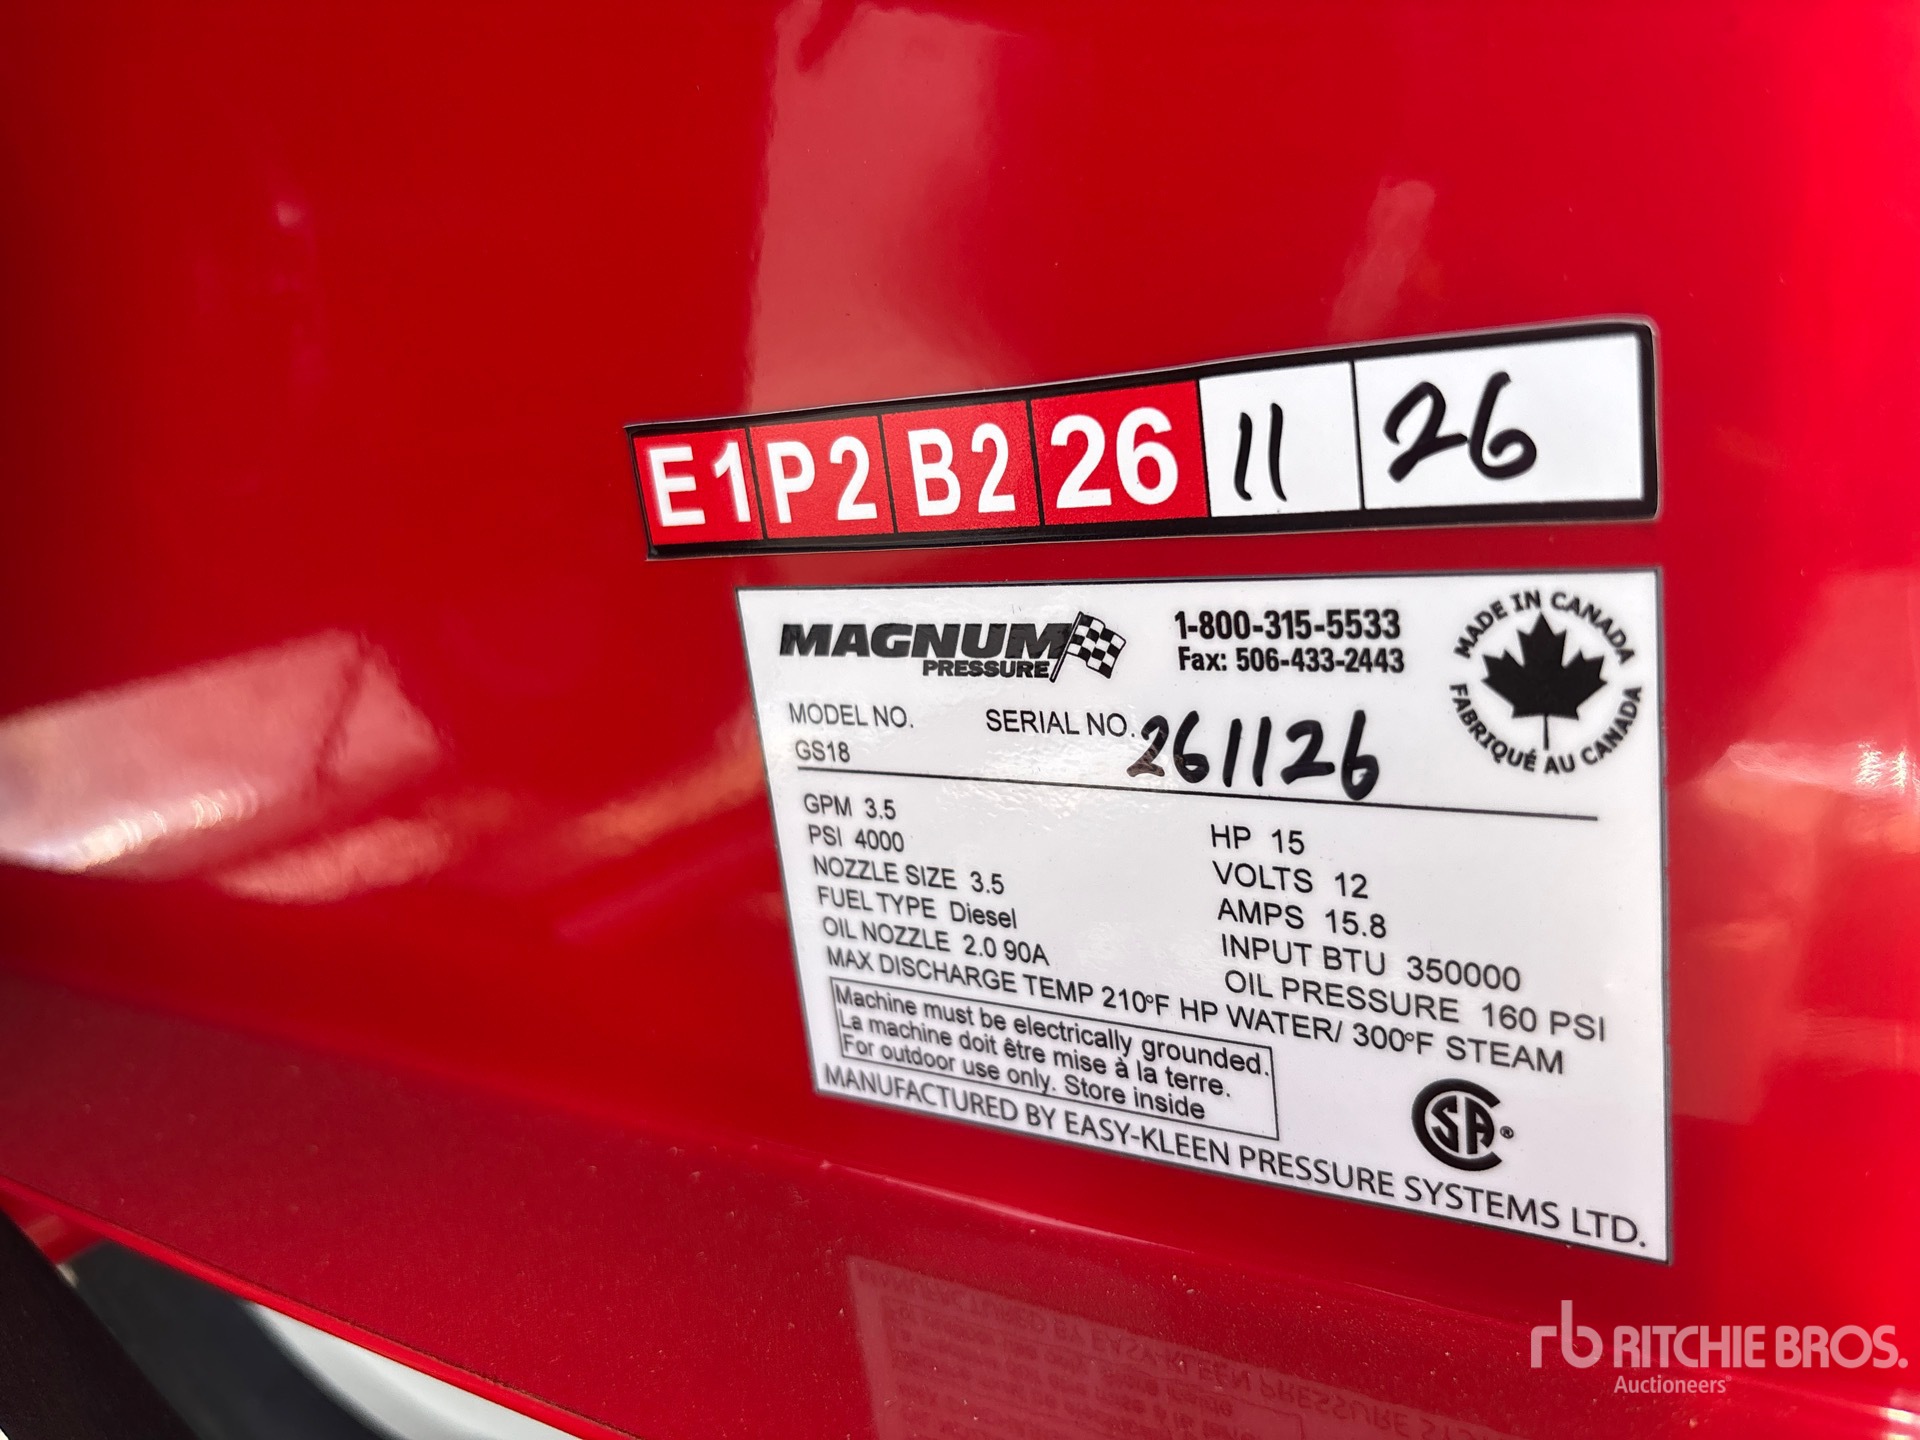 E1 P2 B2 26 11 26
MAGNUM
PRESSURE
1-800-315-5533
Fax: 506-433-2443
MADE IN CANADA
FABRIQUÉ AU CANADA
MODEL NO.
GS18
SERIAL NO. 261126
GPM 3.5
PSI 4000
NOZZLE SIZE 3.5
FUEL TYPE Diesel
OIL NOZZLE 2.0 90A
HP 15
VOLTS 12
AMPS 15.8
INPUT BTU 350000
OIL PRESSURE 160 PSI
MAX DISCHARGE TEMP 210°F HP WATER/ 300°F STEAM
Machine must be electrically grounded.
La machine doit être mise à la terre.
For outdoor use only. Store inside
CSA®
MANUFACTURED BY EASY-KLEEN PRESSURE SYSTEMS LTD.
rb RITCHIE BROS.
Auctioneers